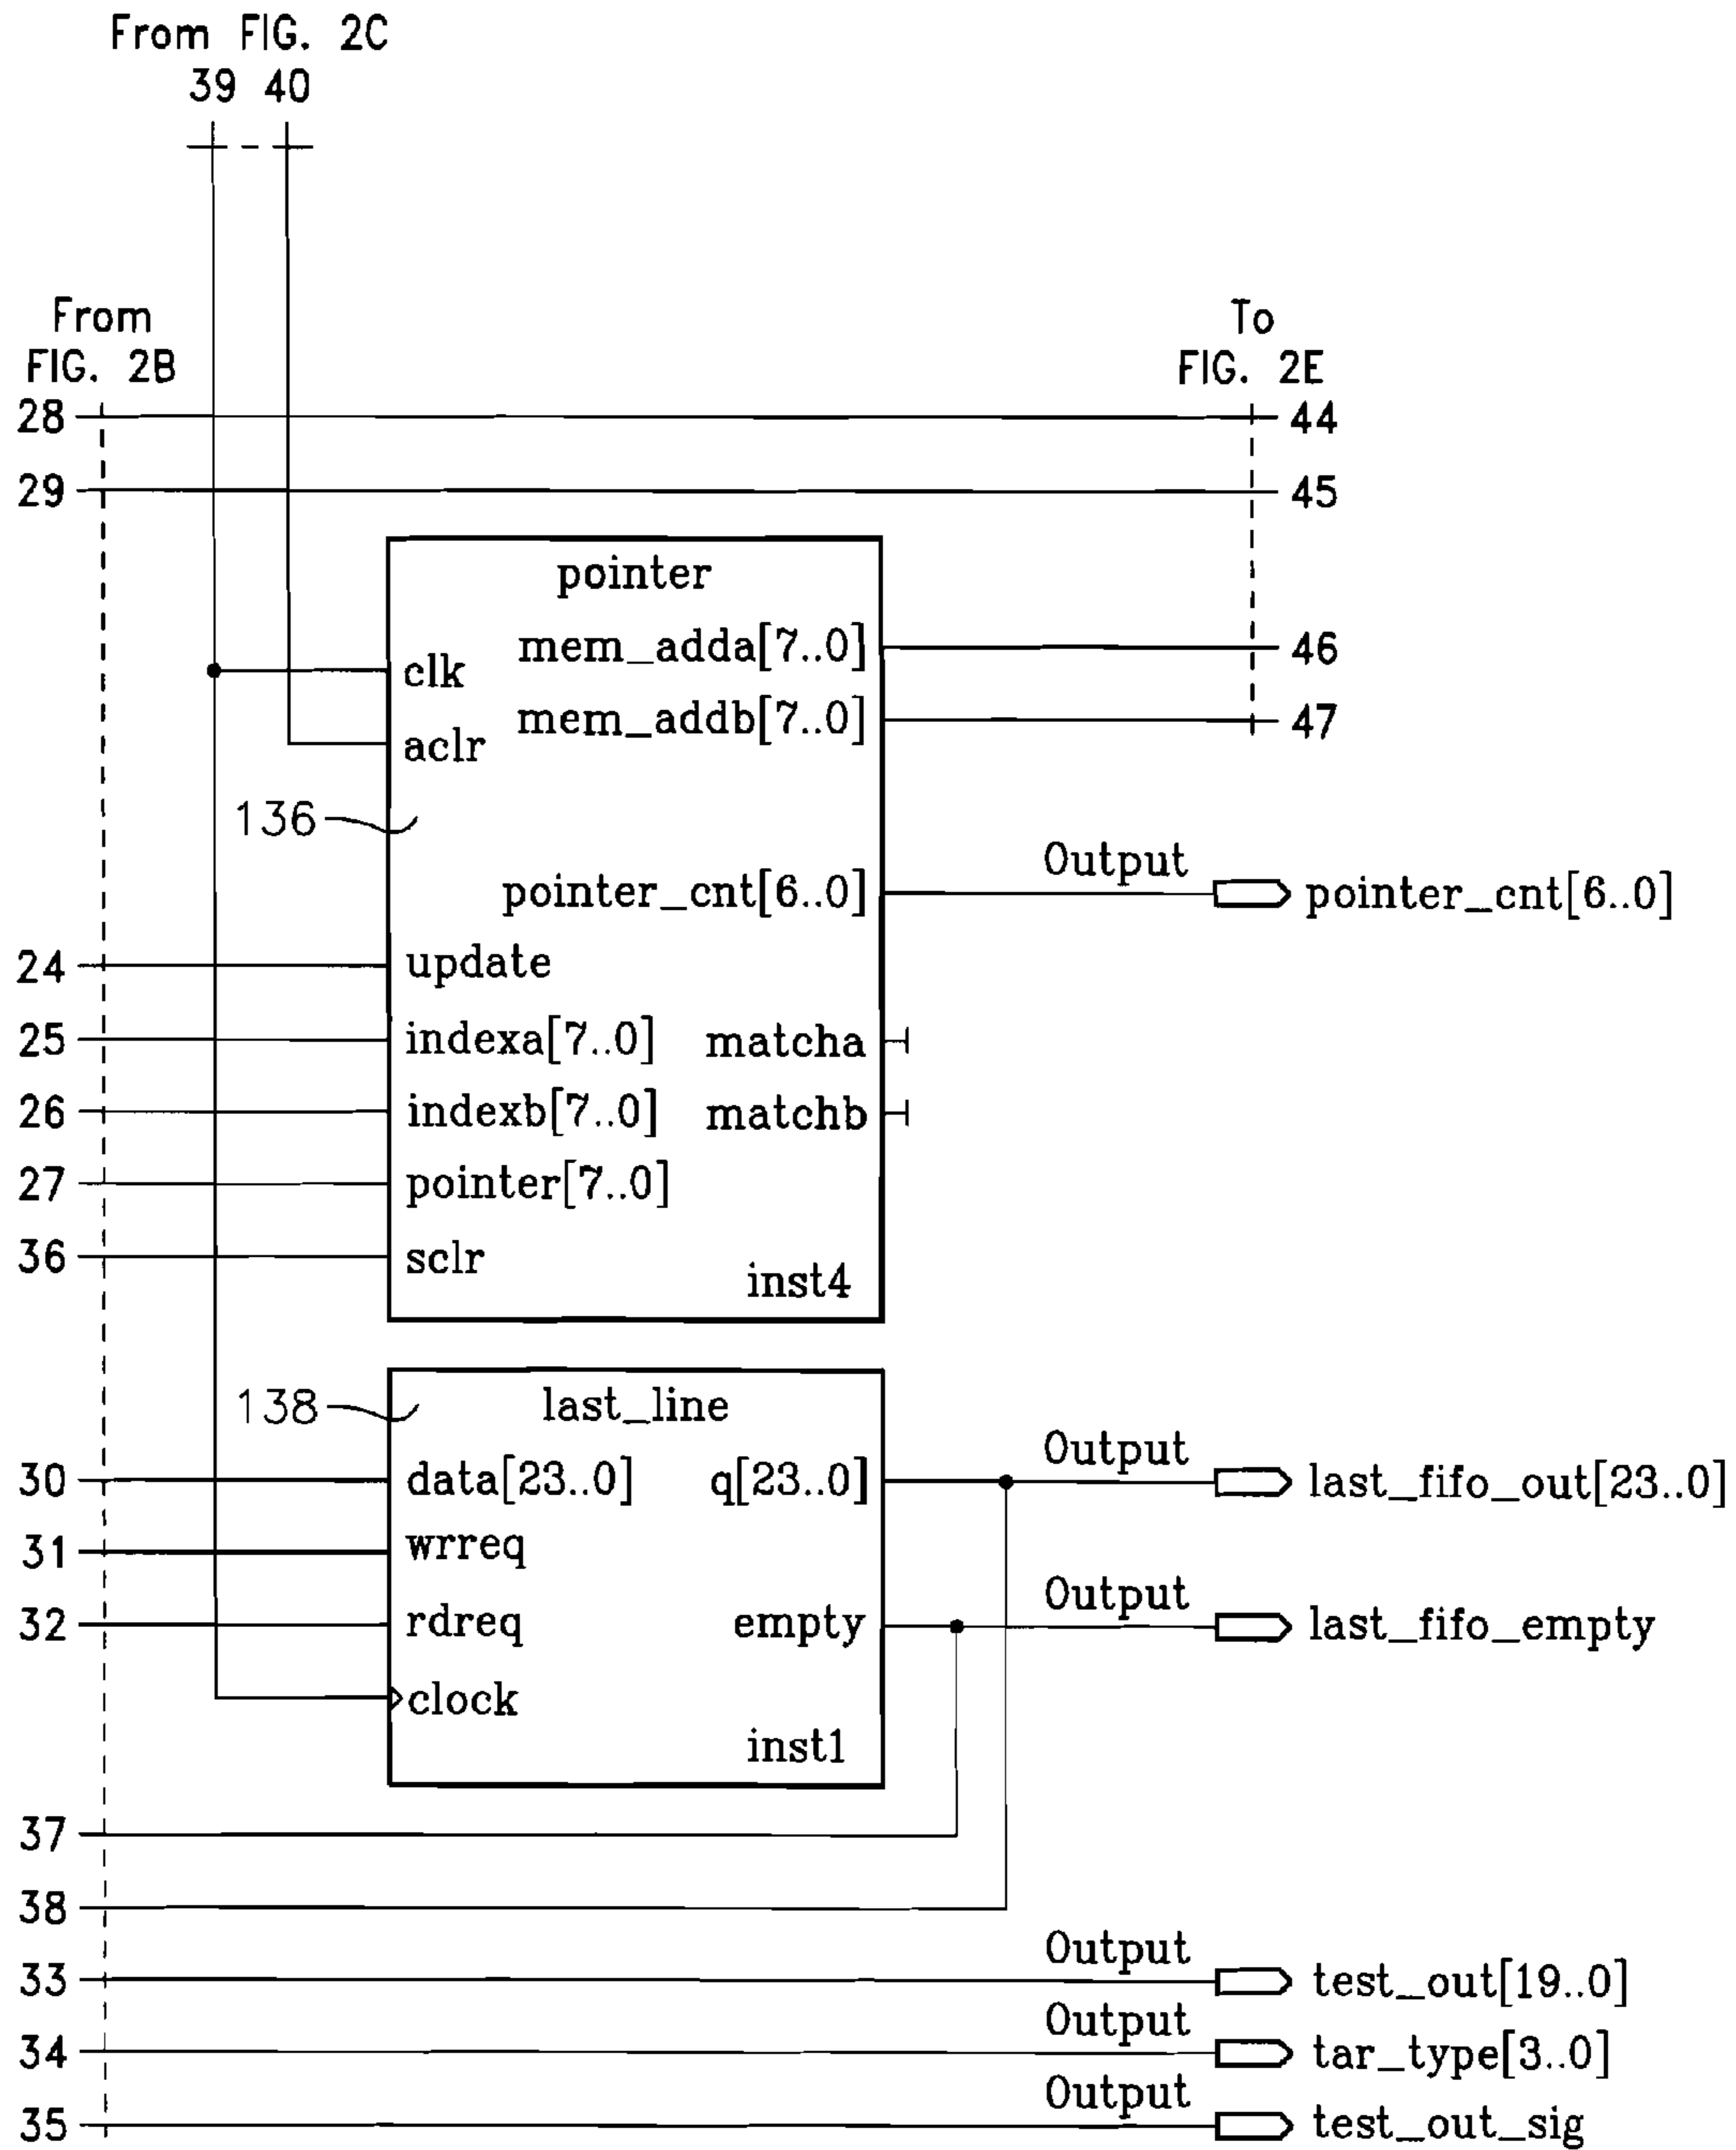 From FIG. 2C
39 40
From
FIG. 2B
To
FIG. 2E
28
44
29
45
pointer
mem_adda[7..0]
46
clk
mem_addb[7..0]
47
aclr
136
Output
pointer_cnt[6..0]
pointer_cnt[6..0]
24
update
25
indexa[7..0]
matcha
26
indexb[7..0]
matchb
27
pointer[7..0]
36
sclr
inst4
138
last_line
Output
30
data[23..0]
q[23..0]
last_fifo_out[23..0]
31
wrreq
Output
32
rdreq
empty
last_fifo_empty
clock
inst1
37
38
Output
33
test_out[19..0]
Output
34
tar_type[3..0]
Output
35
test_out_sig